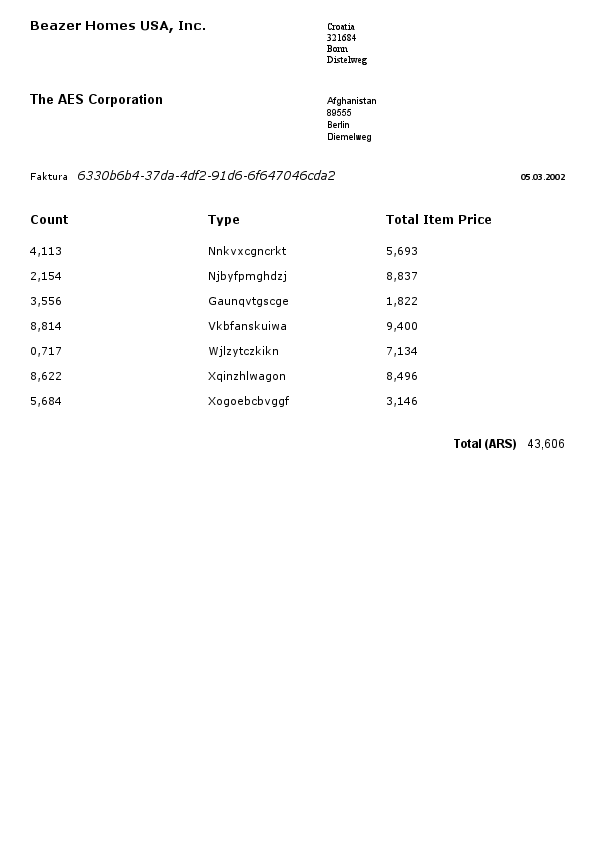 Beazer Homes USA, Inc.
Croatia
321684
Bonn
Distelweg
The AES Corporation
Afghanistan
89555
Berlin
Diemelweg
Faktura 6330b6b4-37da-4df2-91d6-6f647046cda2 05.03.2002
Count Type Total Item Price
4,113 Nnkvxcgncrkt 5,693
2,154 Njbyfpmghdzj 8,837
3,556 Gaunqvtgscge 1,822
8,814 Vkbfanskuiwa 9,400
0,717 Wjlzytczkikn 7,134
8,622 Xqinzhlwagon 8,496
5,684 Xogoebcbvggf 3,146
Total (ARS) 43,606